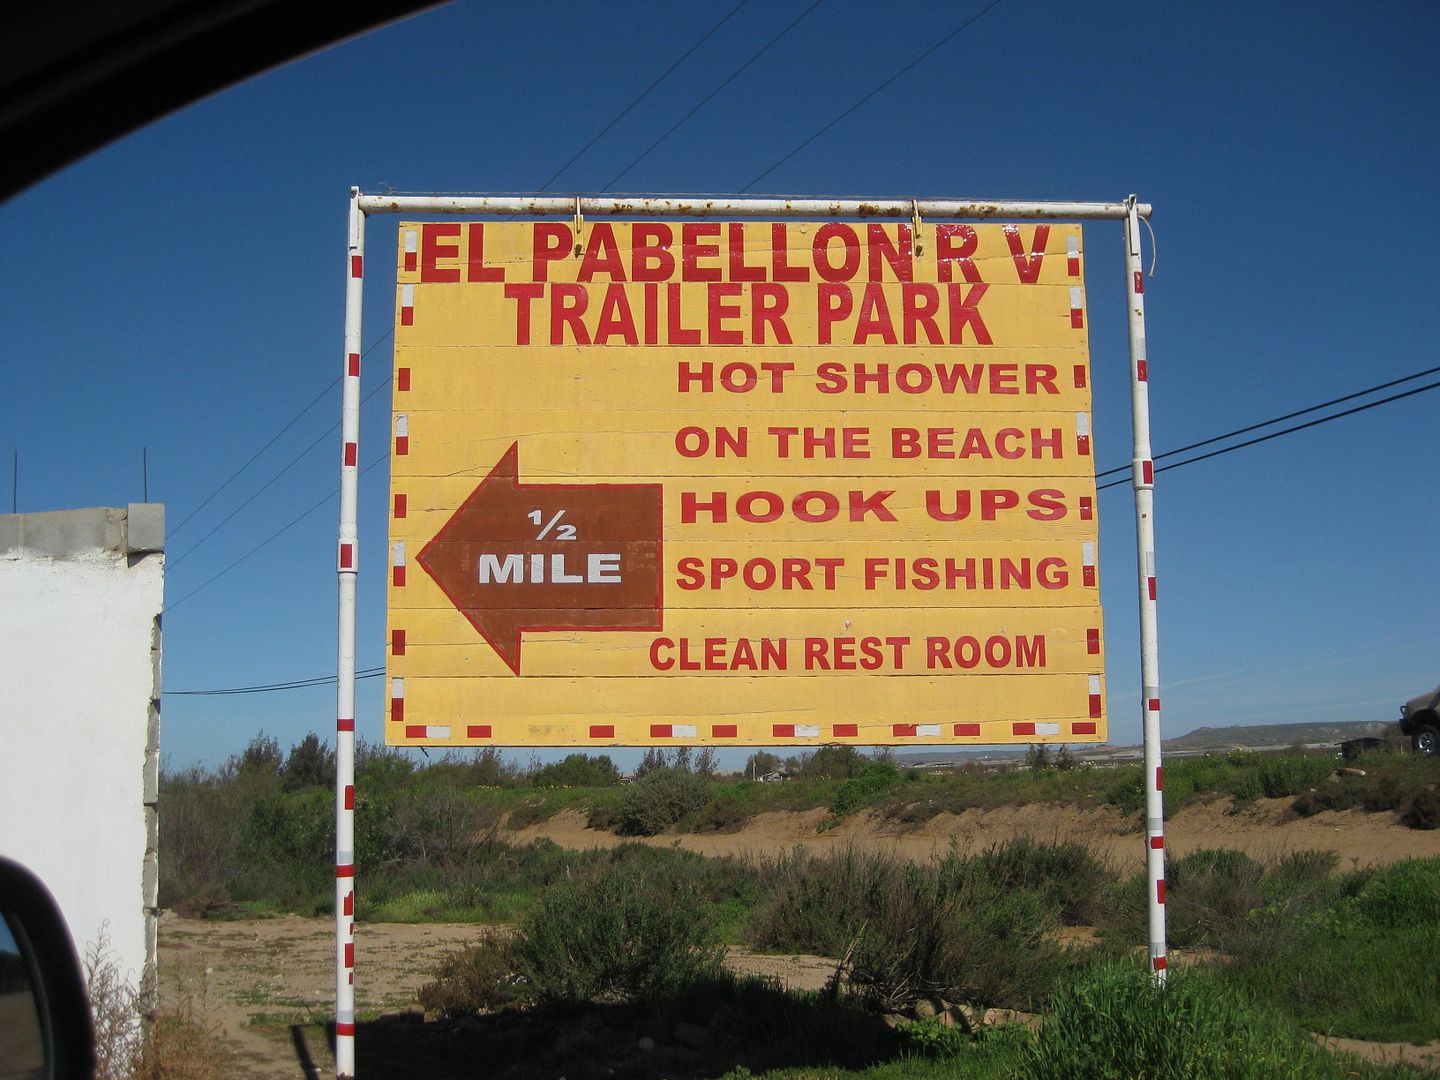 EL PABELLON R V
TRAILER PARK
HOT SHOWER
ON THE BEACH
HOOK UPS
SPORT FISHING
CLEAN REST ROOM
½
MILE